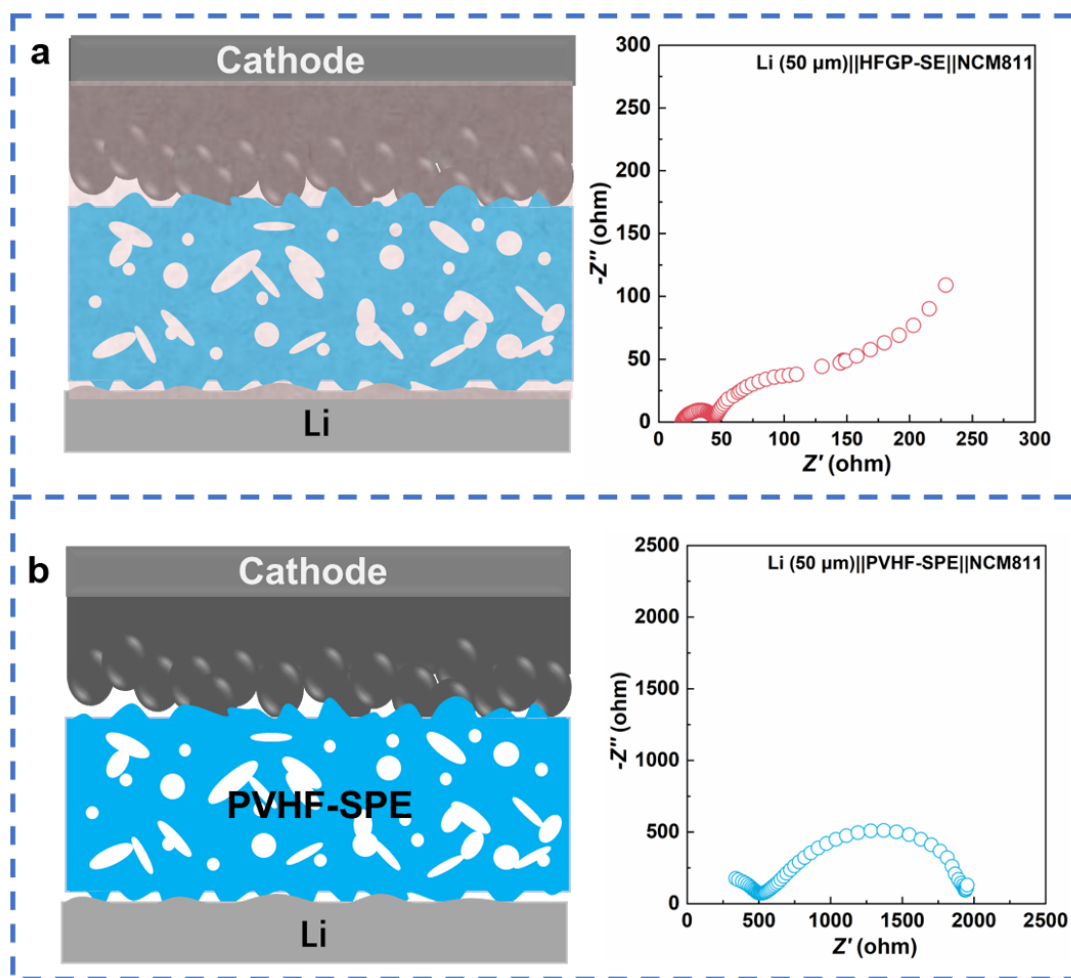 a
Cathode
Li
Li (50 μm)||HFGP-SE||NCM811
-Z″ (ohm)
300
250
200
150
100
50
0
0 50 100 150 200 250 300
Z′ (ohm)
b
Cathode
PVHF-SPE
Li
Li (50 μm)||PVHF-SPE||NCM811
-Z″ (ohm)
2500
2000
1500
1000
500
0
0 500 1000 1500 2000 2500
Z′ (ohm)